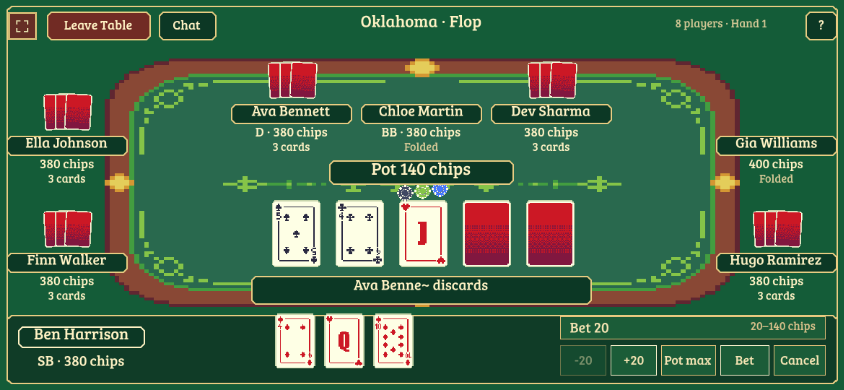 Leave Table
Chat
Oklahoma · Flop
8 players · Hand 1
?
Ava Bennett
D · 380 chips
3 cards
Chloe Martin
BB · 380 chips
Folded
Dev Sharma
380 chips
3 cards
Ella Johnson
380 chips
3 cards
Gia Williams
400 chips
Folded
Pot 140 chips
J
Finn Walker
380 chips
3 cards
Hugo Ramirez
380 chips
3 cards
Ava Benne~ discards
Ben Harrison
SB · 380 chips
4
Q
10
Bet 20
20–140 chips
-20
+20
Pot max
Bet
Cancel